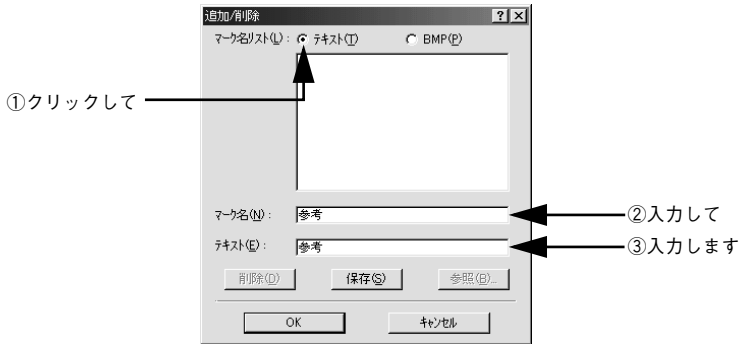 追加/削除
マーク名リスト(L): テキスト(T) BMP(P)
①クリックして
マーク名(N): 参考
②入力して
テキスト(E): 参考
③入力します
削除(D) 保存(S) 参照(B)...
OK キャンセル